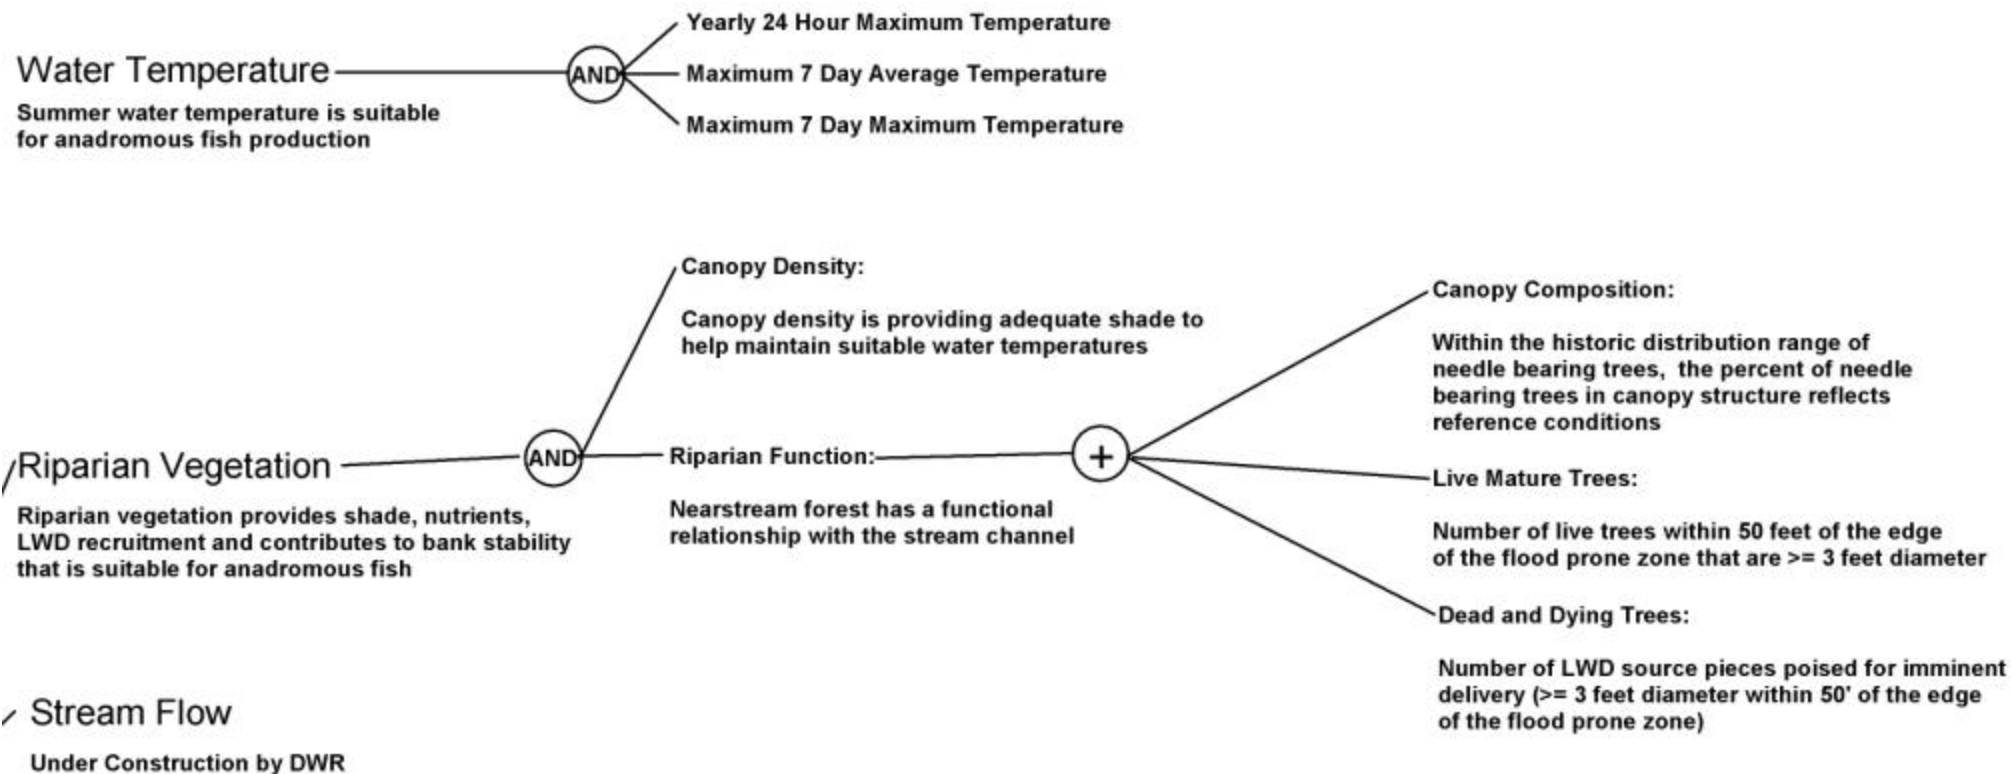 Yearly 24 Hour Maximum Temperature
Water Temperature
AND
Maximum 7 Day Average Temperature
Summer water temperature is suitable
for anadromous fish production
Maximum 7 Day Maximum Temperature
Canopy Density:
Canopy density is providing adequate shade to
help maintain suitable water temperatures
Canopy Composition:
Within the historic distribution range of
needle bearing trees,  the percent of needle
bearing trees in canopy structure reflects
reference conditions
Riparian Vegetation
AND
Riparian Function:
+
Live Mature Trees:
Riparian vegetation provides shade, nutrients,
LWD recruitment and contributes to bank stability
that is suitable for anadromous fish
Nearstream forest has a functional
relationship with the stream channel
Number of live trees within 50 feet of the edge
of the flood prone zone that are >= 3 feet diameter
Dead and Dying Trees:
Number of LWD source pieces poised for imminent
delivery (>= 3 feet diameter within 50' of the edge
of the flood prone zone)
Stream Flow
Under Construction by DWR